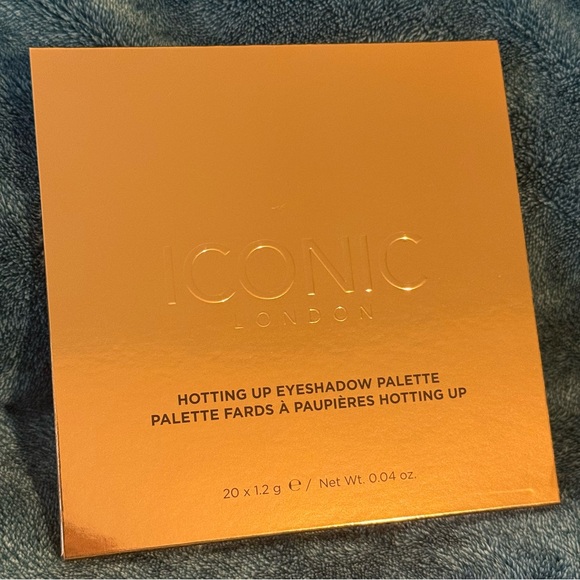 ICONIC
LONDON
HOTTING UP EYESHADOW PALETTE
PALETTE FARDS À PAUPIÈRES HOTTING UP
20 x 1.2 g ℮ / Net Wt. 0.04 oz.